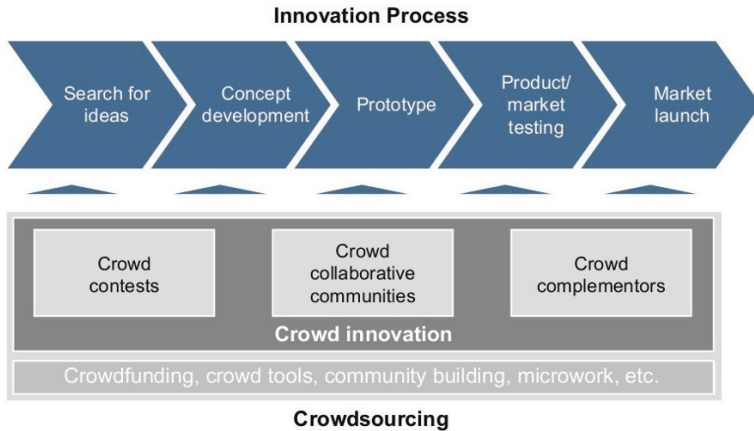 Innovation Process
Search for
ideas
Concept
development
Prototype
Product/
market
testing
Market
launch
Crowd
contests
Crowd
collaborative
communities
Crowd
complementors
Crowd innovation
Crowdfunding, crowd tools, community building, microwork, etc.
Crowdsourcing